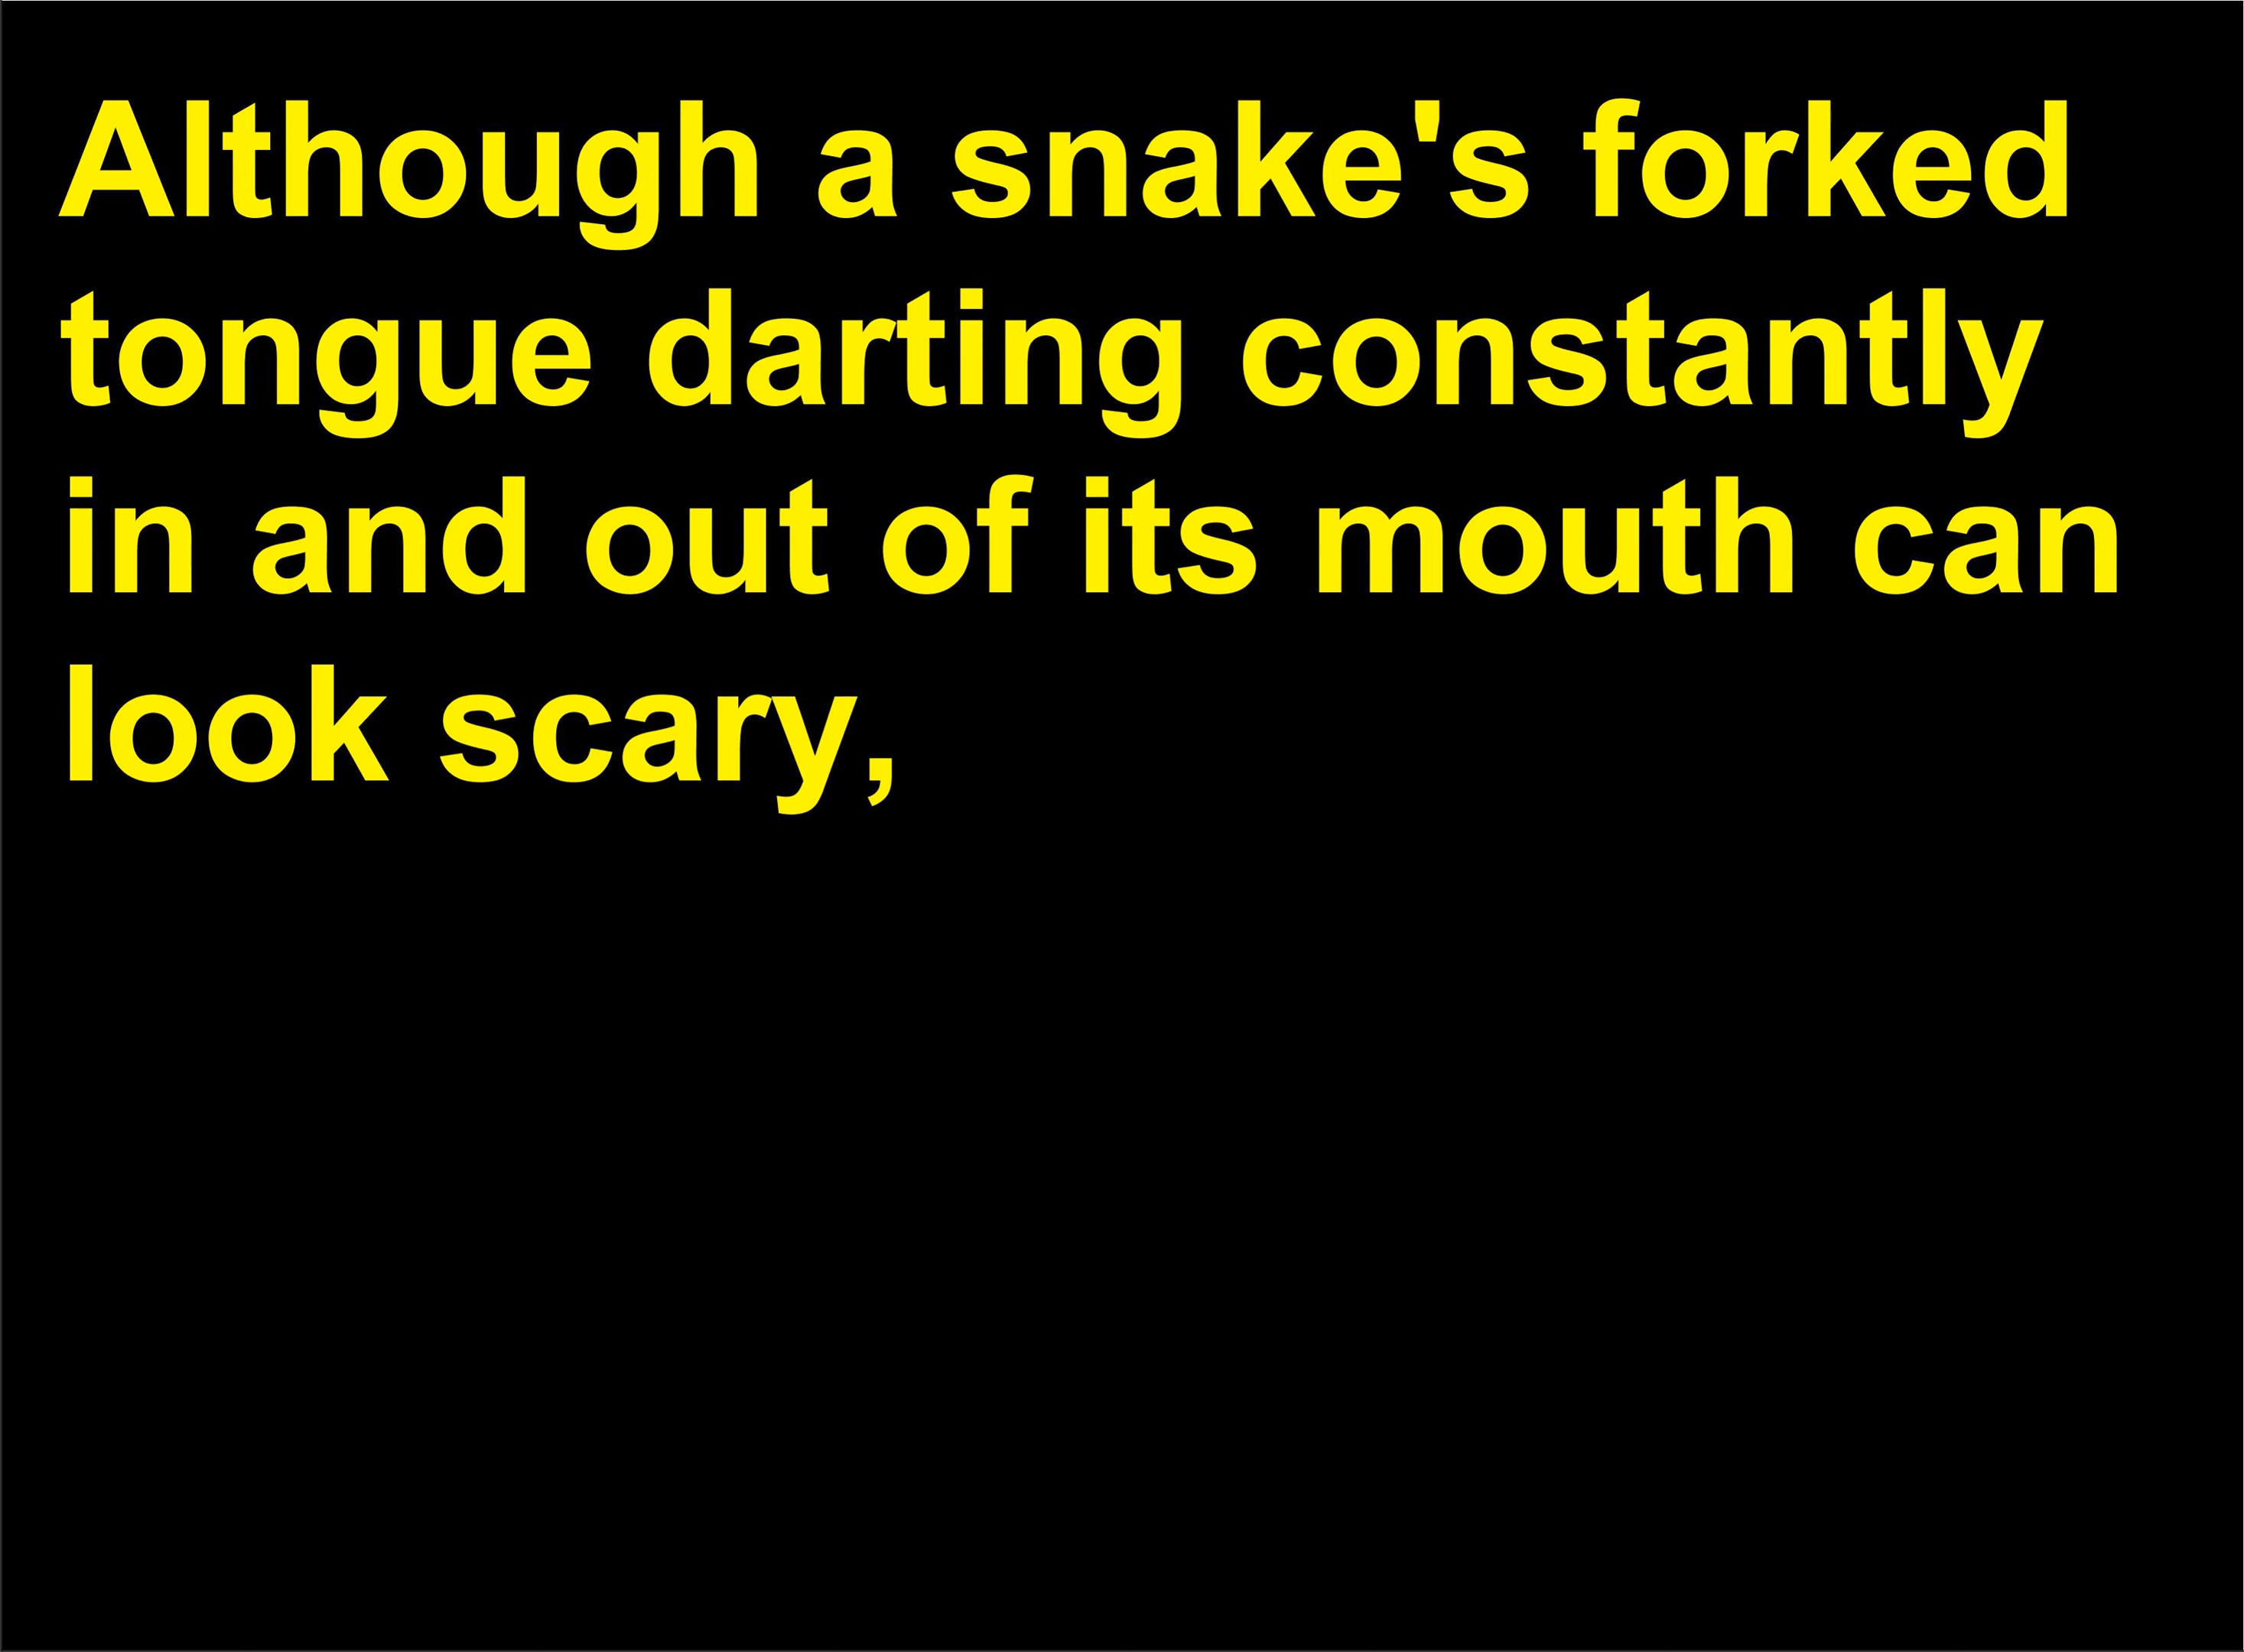 Although a snake's forked
tongue darting constantly
in and out of its mouth can
look scary,